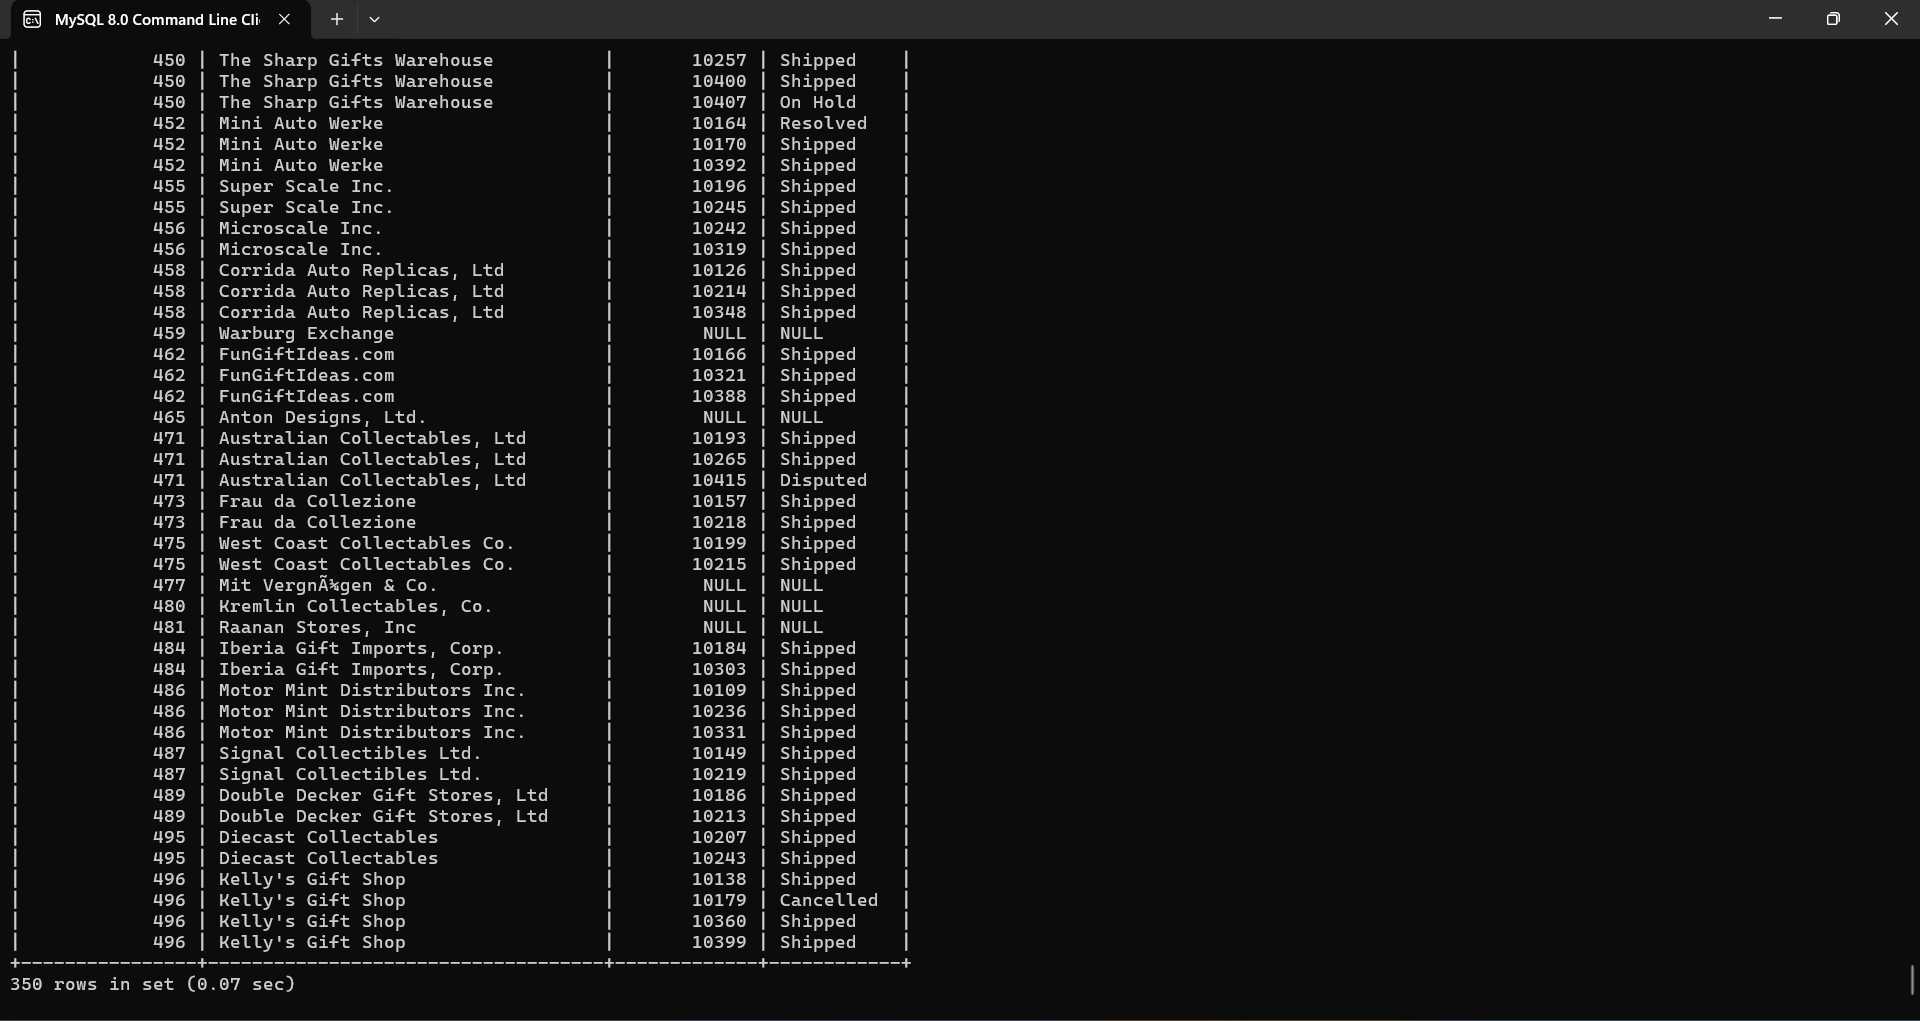 MySQL 8.0 Command Line Cli
| 450 | The Sharp Gifts Warehouse | 10257 | Shipped |
| 450 | The Sharp Gifts Warehouse | 10400 | Shipped |
| 450 | The Sharp Gifts Warehouse | 10407 | On Hold |
| 452 | Mini Auto Werke | 10164 | Resolved |
| 452 | Mini Auto Werke | 10170 | Shipped |
| 452 | Mini Auto Werke | 10392 | Shipped |
| 455 | Super Scale Inc. | 10196 | Shipped |
| 455 | Super Scale Inc. | 10245 | Shipped |
| 456 | Microscale Inc. | 10242 | Shipped |
| 456 | Microscale Inc. | 10319 | Shipped |
| 458 | Corrida Auto Replicas, Ltd | 10126 | Shipped |
| 458 | Corrida Auto Replicas, Ltd | 10214 | Shipped |
| 458 | Corrida Auto Replicas, Ltd | 10348 | Shipped |
| 459 | Warburg Exchange | NULL | NULL |
| 462 | FunGiftIdeas.com | 10166 | Shipped |
| 462 | FunGiftIdeas.com | 10321 | Shipped |
| 462 | FunGiftIdeas.com | 10388 | Shipped |
| 465 | Anton Designs, Ltd. | NULL | NULL |
| 471 | Australian Collectables, Ltd | 10193 | Shipped |
| 471 | Australian Collectables, Ltd | 10265 | Shipped |
| 471 | Australian Collectables, Ltd | 10415 | Disputed |
| 473 | Frau da Collezione | 10157 | Shipped |
| 473 | Frau da Collezione | 10218 | Shipped |
| 475 | West Coast Collectables Co. | 10199 | Shipped |
| 475 | West Coast Collectables Co. | 10215 | Shipped |
| 477 | Mit VergnÃ¼gen & Co. | NULL | NULL |
| 480 | Kremlin Collectables, Co. | NULL | NULL |
| 481 | Raanan Stores, Inc | NULL | NULL |
| 484 | Iberia Gift Imports, Corp. | 10184 | Shipped |
| 484 | Iberia Gift Imports, Corp. | 10303 | Shipped |
| 486 | Motor Mint Distributors Inc. | 10109 | Shipped |
| 486 | Motor Mint Distributors Inc. | 10236 | Shipped |
| 486 | Motor Mint Distributors Inc. | 10331 | Shipped |
| 487 | Signal Collectibles Ltd. | 10149 | Shipped |
| 487 | Signal Collectibles Ltd. | 10219 | Shipped |
| 489 | Double Decker Gift Stores, Ltd | 10186 | Shipped |
| 489 | Double Decker Gift Stores, Ltd | 10213 | Shipped |
| 495 | Diecast Collectables | 10207 | Shipped |
| 495 | Diecast Collectables | 10243 | Shipped |
| 496 | Kelly's Gift Shop | 10138 | Shipped |
| 496 | Kelly's Gift Shop | 10179 | Cancelled |
| 496 | Kelly's Gift Shop | 10360 | Shipped |
| 496 | Kelly's Gift Shop | 10399 | Shipped |
+----------------+------------------------------------+-------------+------------+
350 rows in set (0.07 sec)